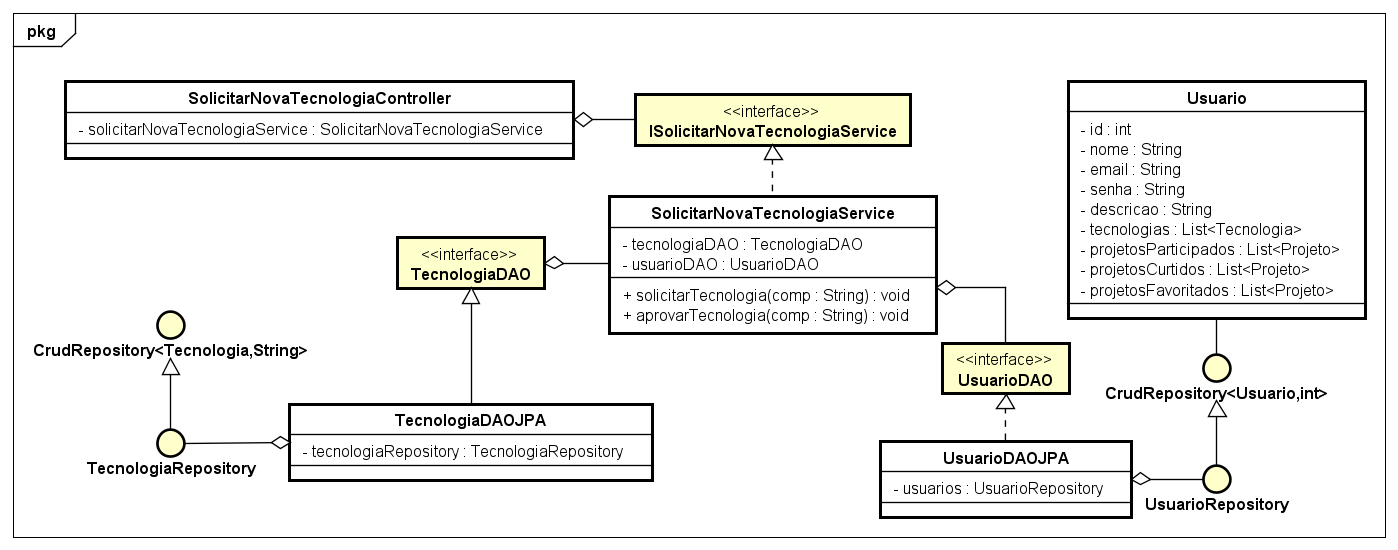 pkg
SolicitarNovaTecnologiaController
- solicitarNovaTecnologiaService : SolicitarNovaTecnologiaService
<<interface>>
ISolicitarNovaTecnologiaService
Usuario
- id : int
- nome : String
- email : String
- senha : String
- descricao : String
- tecnologias : List<Tecnologia>
- projetosParticipados : List<Projeto>
- projetosCurtidos : List<Projeto>
- projetosFavoritados : List<Projeto>
SolicitarNovaTecnologiaService
- tecnologiaDAO : TecnologiaDAO
- usuarioDAO : UsuarioDAO
+ solicitarTecnologia(comp : String) : void
+ aprovarTecnologia(comp : String) : void
<<interface>>
TecnologiaDAO
CrudRepository<Tecnologia,String>
<<interface>>
UsuarioDAO
CrudRepository<Usuario,int>
TecnologiaDAOJPA
- tecnologiaRepository : TecnologiaRepository
TecnologiaRepository
UsuarioDAOJPA
- usuarios : UsuarioRepository
UsuarioRepository